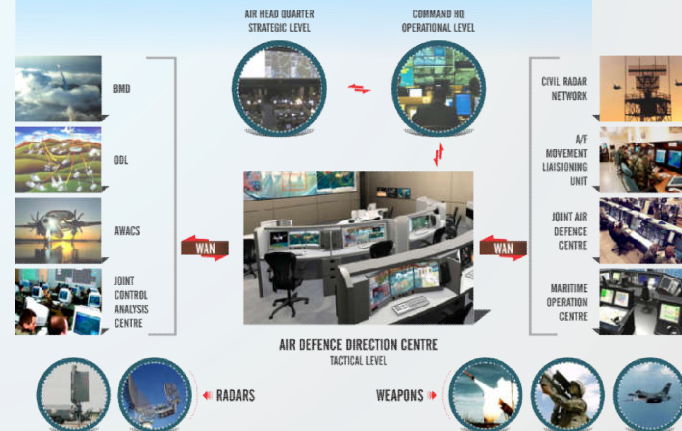 AIR HEAD QUARTER
STRATEGIC LEVEL
COMMAND HQ
OPERATIONAL LEVEL
BMD
ODL
AWACS
JOINT
CONTROL
ANALYSIS
CENTRE
WAN
WAN
CIVIL RADAR
NETWORK
A/F
MOVEMENT
LIAISIONING
UNIT
JOINT AIR
DEFENCE
CENTRE
MARITIME
OPERATION
CENTRE
AIR DEFENCE DIRECTION CENTRE
TACTICAL LEVEL
RADARS
WEAPONS